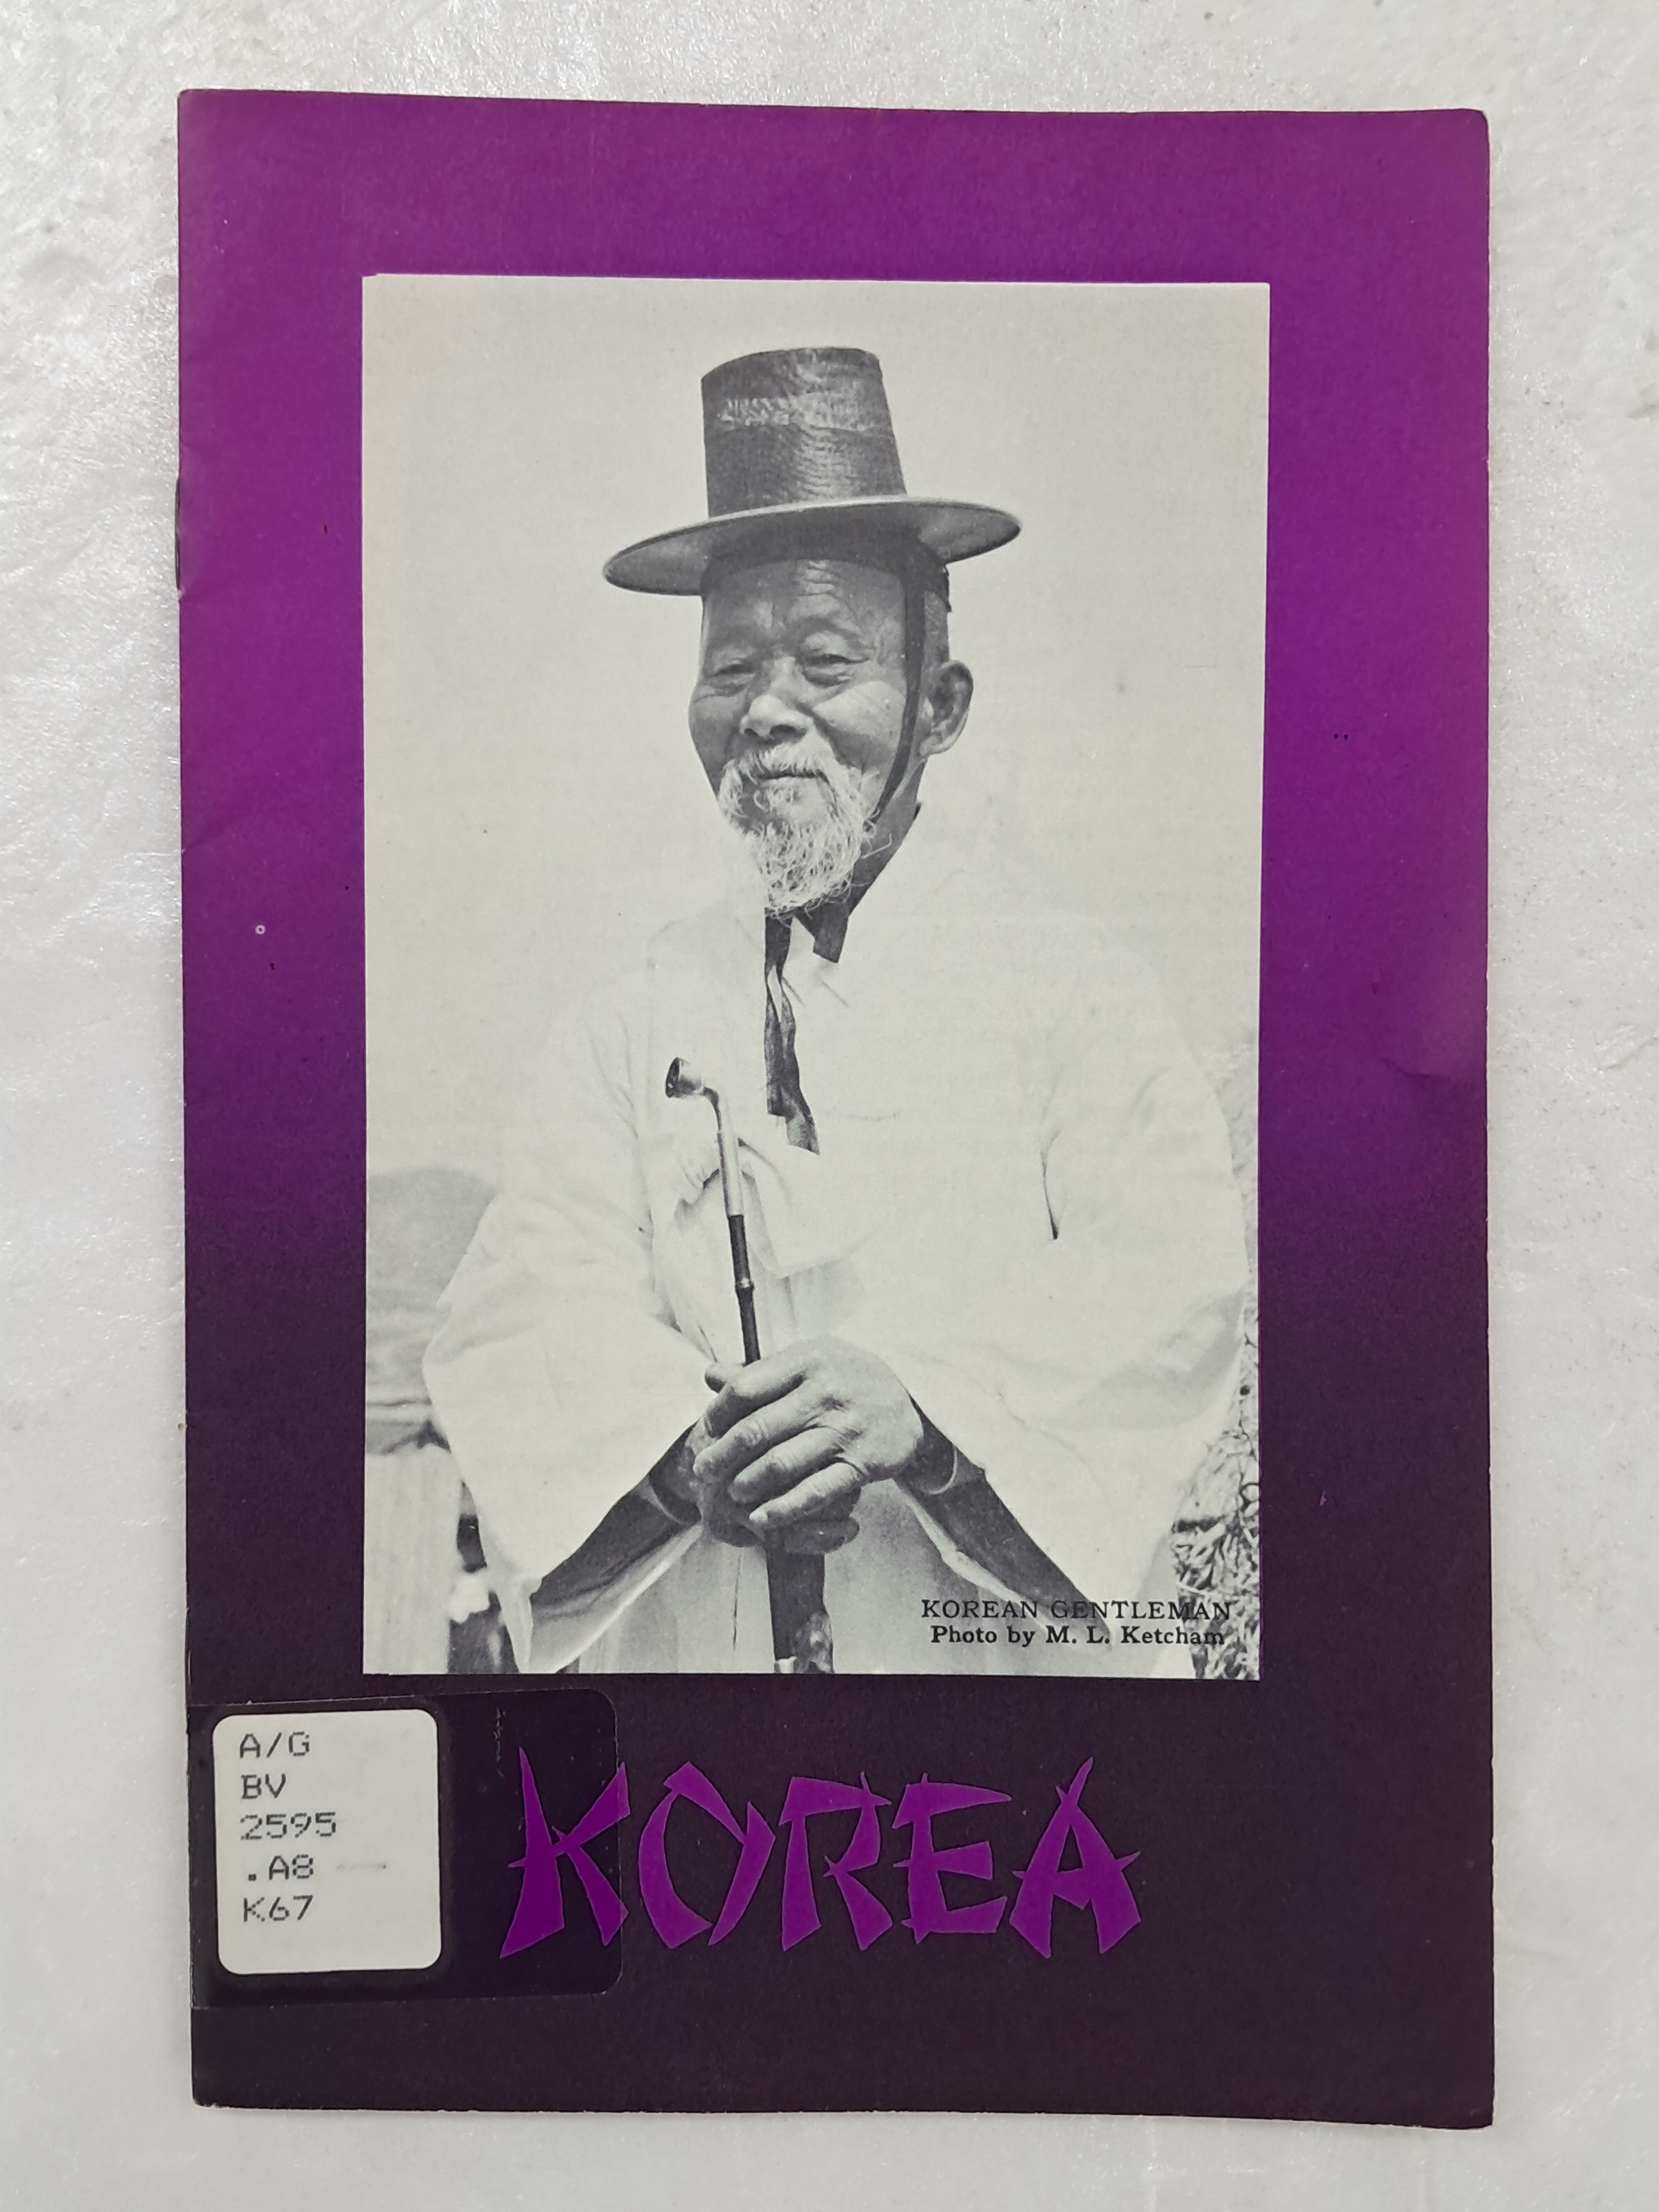 KOREAN GENTLEMAN
Photo by M. L. Ketcham
A/G
BV
2595
.A8
K67
KOREA